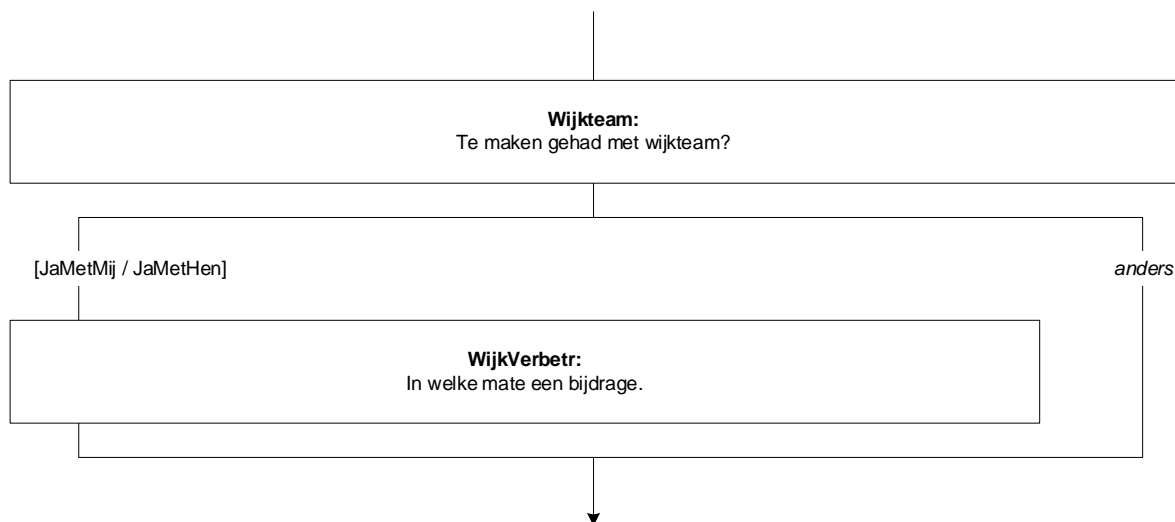 Wijkteam:
Te maken gehad met wijkteam?
[JaMetMij / JaMetHen]
anders
WijkVerbetr:
In welke mate een bijdrage.